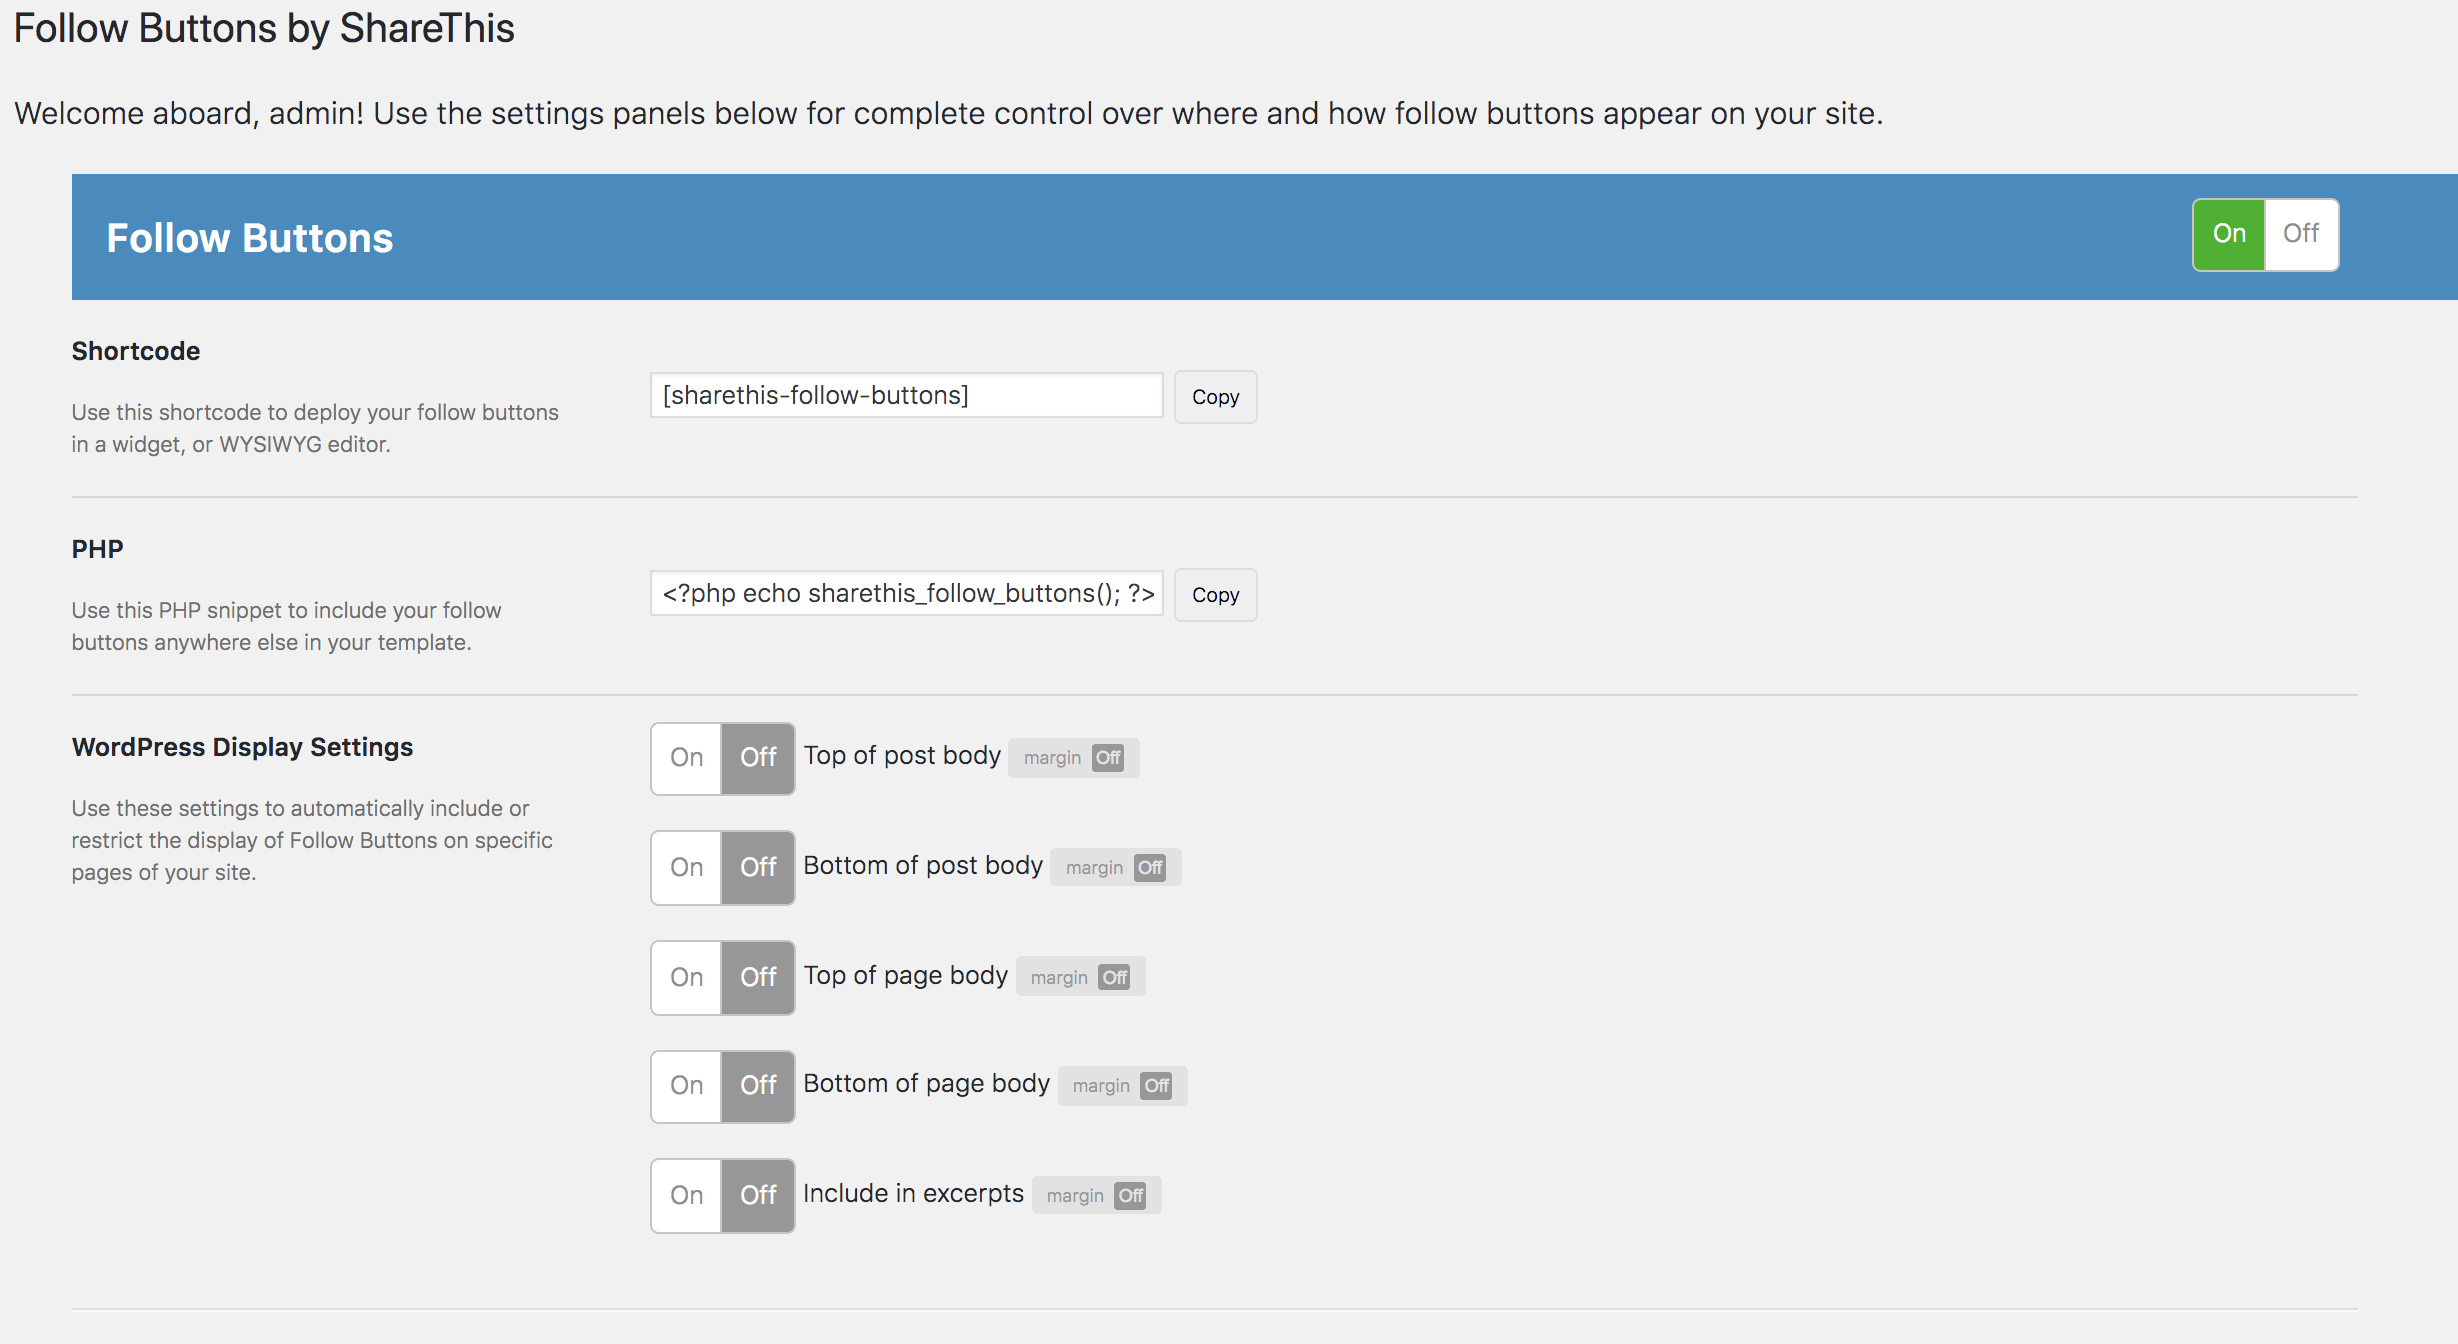 Follow Buttons by ShareThis
Welcome aboard, admin! Use the settings panels below for complete control over where and how follow buttons appear on your site.
Follow Buttons
On Off
Shortcode
Use this shortcode to deploy your follow buttons
in a widget, or WYSIWYG editor.
[sharethis-follow-buttons] Copy
PHP
Use this PHP snippet to include your follow
buttons anywhere else in your template.
<?php echo sharethis_follow_buttons(); ?> Copy
WordPress Display Settings
Use these settings to automatically include or
restrict the display of Follow Buttons on specific
pages of your site.
On Off Top of post body margin Off
On Off Bottom of post body margin Off
On Off Top of page body margin Off
On Off Bottom of page body margin Off
On Off Include in excerpts margin Off